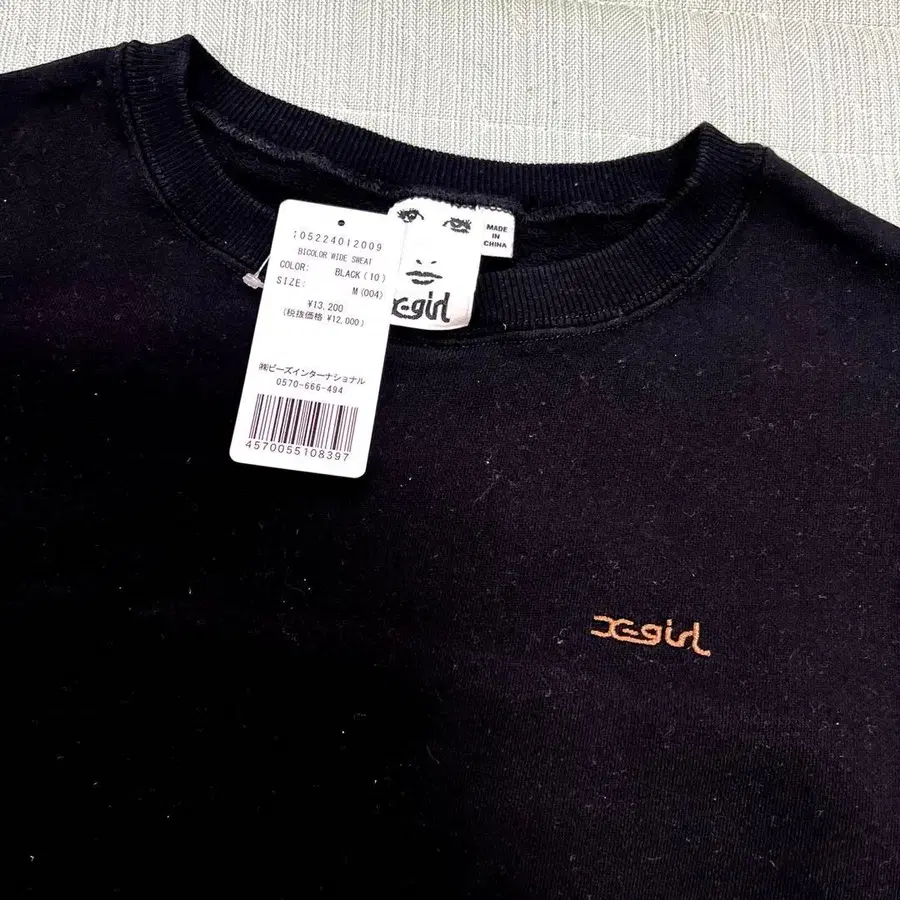 105224012009
BICOLOR WIDE SWEAT
COLOR: BLACK(10)
SIZE: M(004)
¥13,200
(税抜価格 ¥12,000)
㈱ビーズインターナショナル
0570-666-494
4570055108397
X-girl
MADE
IN
CHINA
X-girl